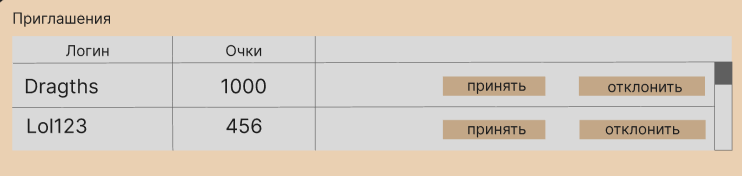 Приглашения
Логин Очки
Dragths 1000 принять отклонить
Lol123 456 принять отклонить